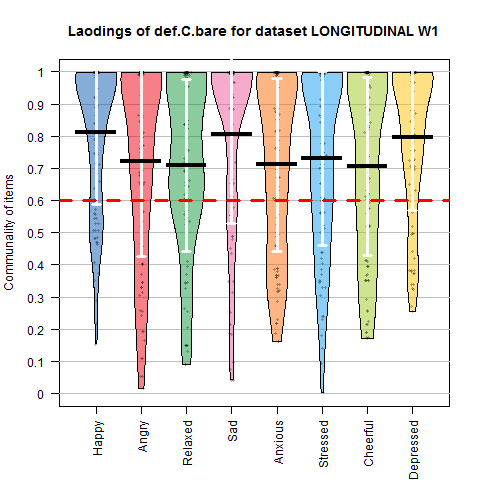 Laodings of def.C.bare for dataset LONGITUDINAL W1
Communality of items
1
0.9
0.8
0.7
0.6
0.5
0.4
0.3
0.2
0.1
0
Happy
Angry
Relaxed
Sad
Anxious
Stressed
Cheerful
Depressed